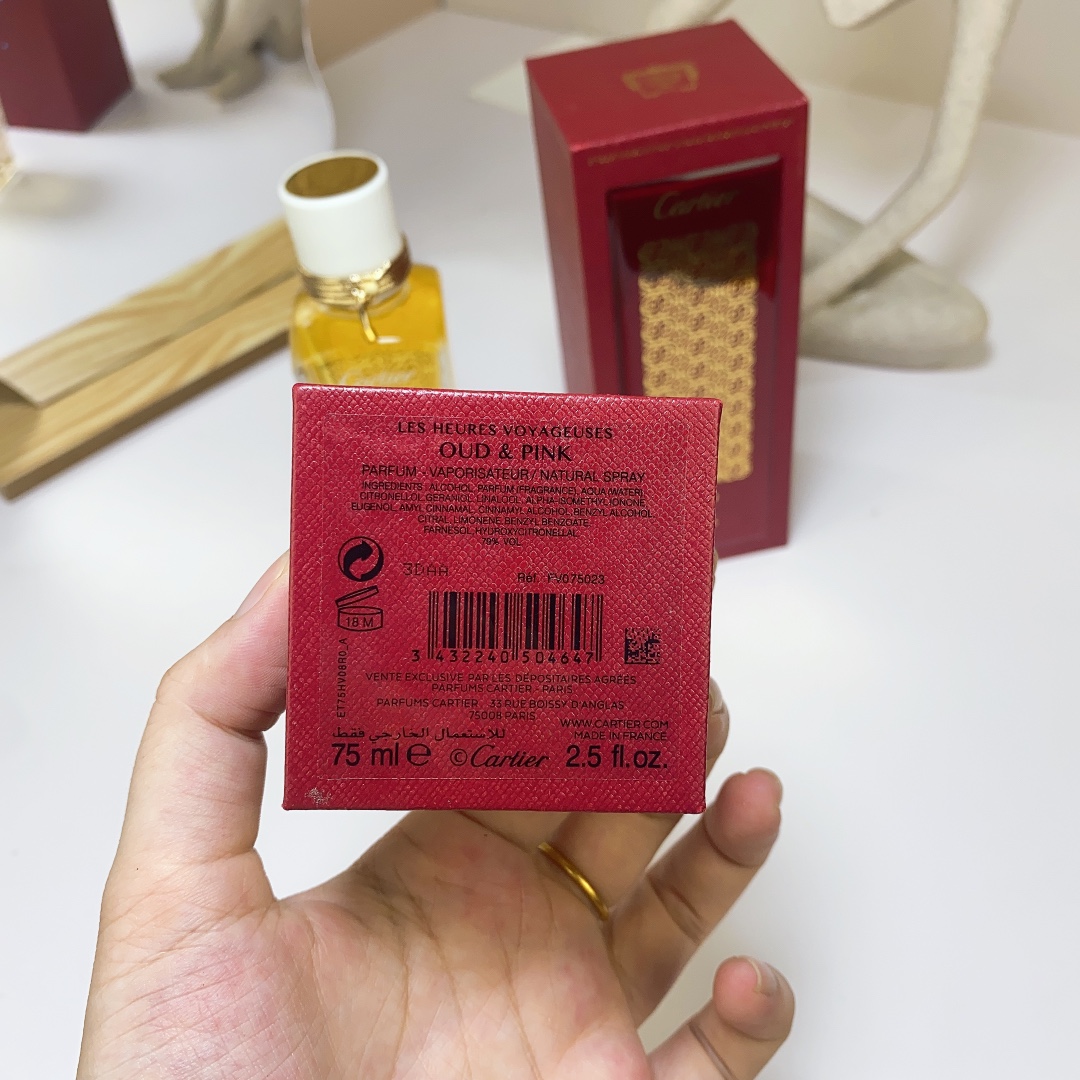 Cartier
Cartier
LES HEURES VOYAGEUSES
OUD & PINK
PARFUM - VAPORISATEUR / NATURAL SPRAY
INGREDIENTS : ALCOHOL, PARFUM (FRAGRANCE), AQUA (WATER),
CITRONELLOL, GERANIOL, LINALOOL, ALPHA-ISOMETHYL IONONE,
EUGENOL, AMYL CINNAMAL, CINNAMYL ALCOHOL, BENZYL ALCOHOL,
CITRAL, LIMONENE, BENZYL BENZOATE,
FARNESOL, HYDROXYCITRONELLAL.
79% VOL.
3DHA
Réf. FV075023
18 M
ET75HV08R0_A
3 432240 504647
VENTE EXCLUSIVE PAR LES DÉPOSITAIRES AGRÉÉS
PARFUMS CARTIER - PARIS
PARFUMS CARTIER 33 RUE BOISSY D'ANGLAS
75008 PARIS
WWW.CARTIER.COM
MADE IN FRANCE
للاستعمال الخارجي فقط
75 ml ℮ © Cartier 2.5 fl.oz.